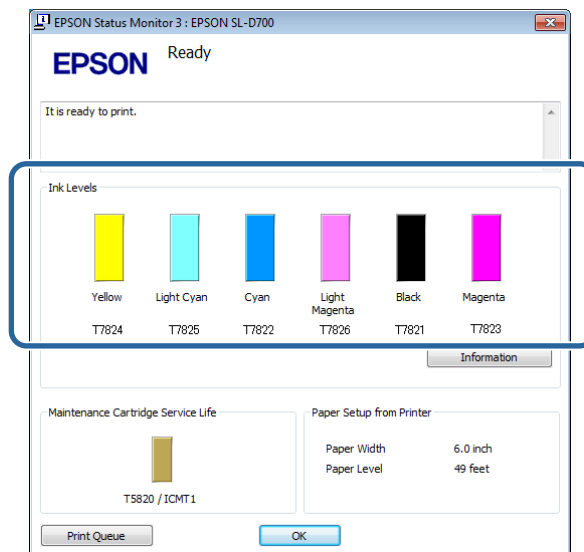 EPSON Status Monitor 3 : EPSON SL-D700
EPSON
Ready
It is ready to print.
Ink Levels
Yellow
Light Cyan
Cyan
Light
Magenta
Black
Magenta
T7824
T7825
T7822
T7826
T7821
T7823
Information
Maintenance Cartridge Service Life
T5820 / ICMT1
Paper Setup from Printer
Paper Width 6.0 inch
Paper Level 49 feet
Print Queue
OK